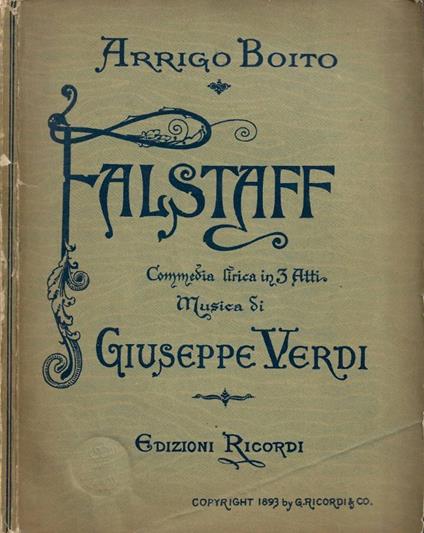 Arrigo Boito
Falstaff
Commedia lirica in 3 Atti.
Musica di
Giuseppe Verdi
Edizioni Ricordi
COPYRIGHT 1893 by G. RICORDI & CO.